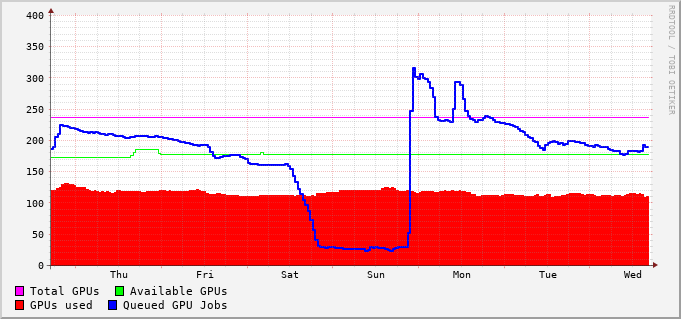 400
350
300
250
200
150
100
50
0
Thu Fri Sat Sun Mon Tue Wed
Total GPUs Available GPUs
GPUs used Queued GPU Jobs
RRDTOOL / TOBI OETIKER